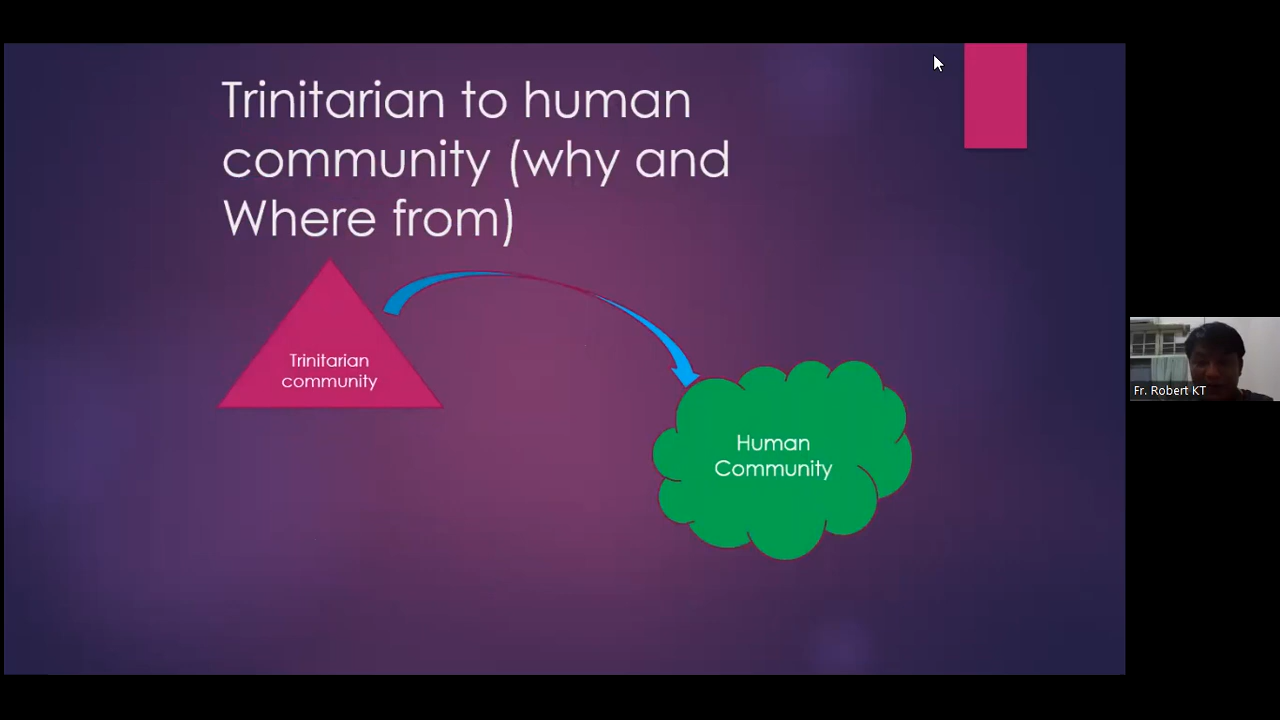 Trinitarian to human
community (why and
Where from)
Trinitarian
community
Human
Community
Fr. Robert KT